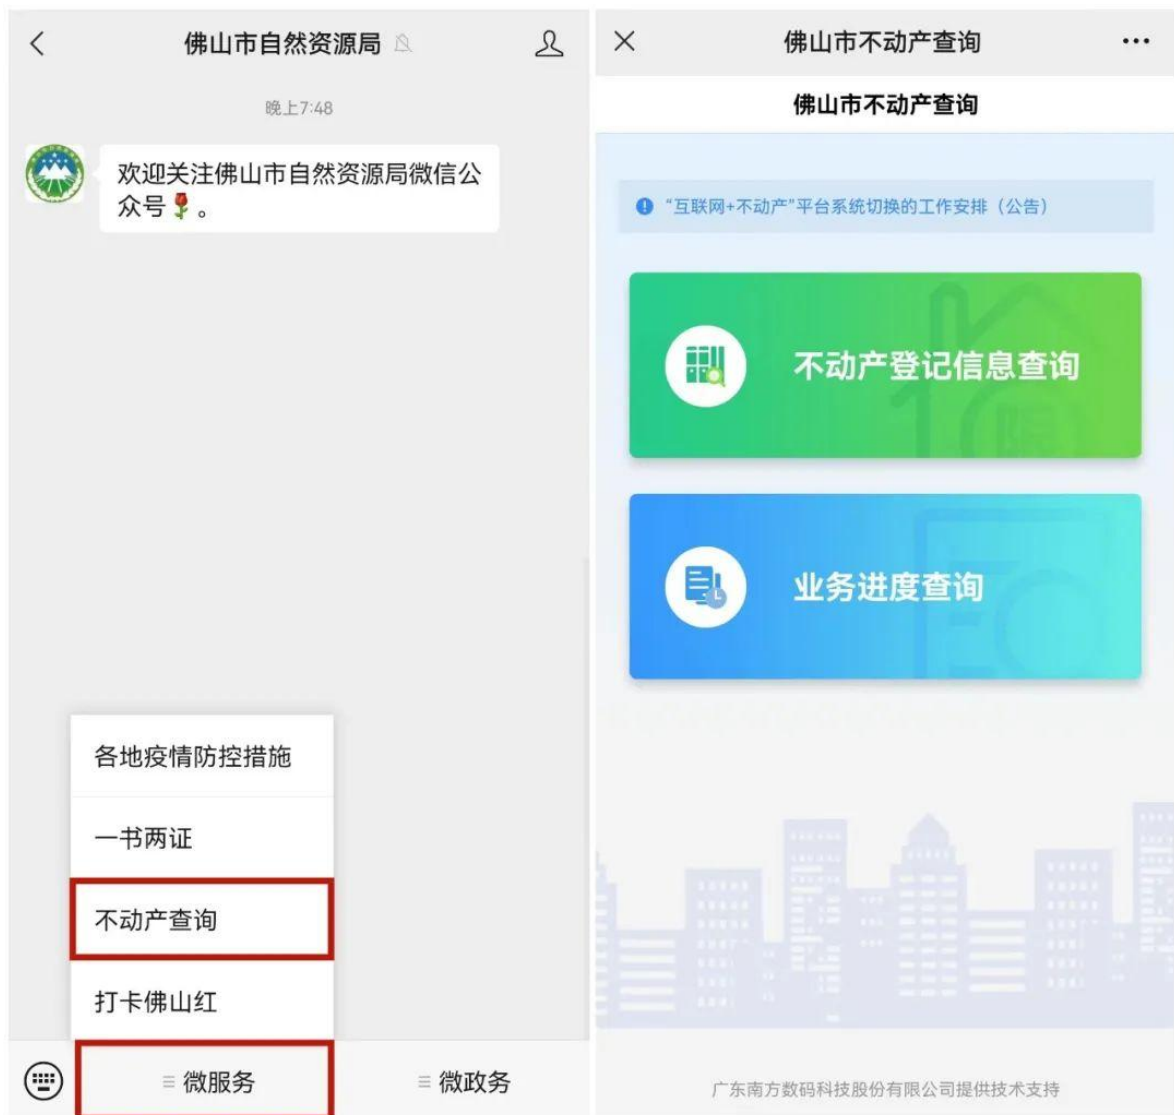 佛山市自然资源局
晚上7:48
欢迎关注佛山市自然资源局微信公
众号🌹。
各地疫情防控措施
一书两证
不动产查询
打卡佛山红
微服务
微政务
佛山市不动产查询
佛山市不动产查询
“互联网+不动产”平台系统切换的工作安排（公告）
不动产登记信息查询
业务进度查询
广东南方数码科技股份有限公司提供技术支持